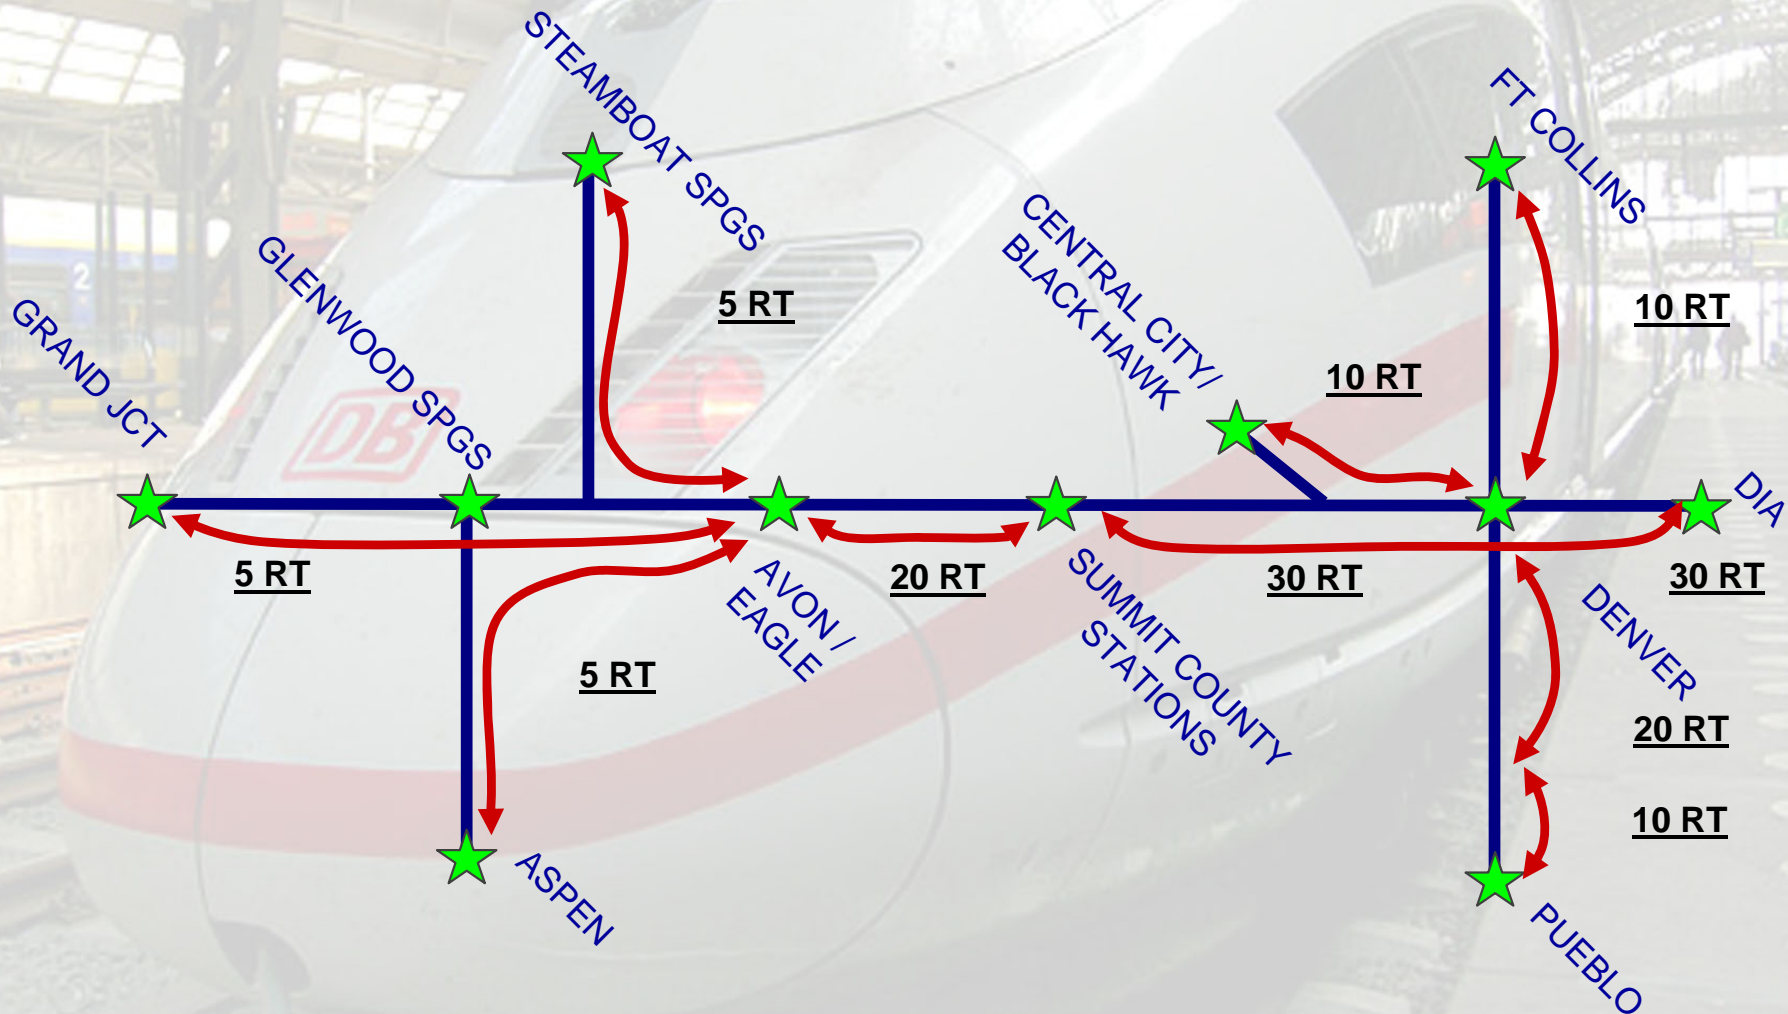 STEAMBOAT SPGS
FT COLLINS
CENTRAL CITY/
BLACK HAWK
GLENWOOD SPGS
GRAND JCT
2
5 RT
10 RT
10 RT
DB
DIA
5 RT
AVON /
EAGLE
20 RT
SUMMIT COUNTY
STATIONS
30 RT
30 RT
DENVER
5 RT
20 RT
10 RT
ASPEN
PUEBLO